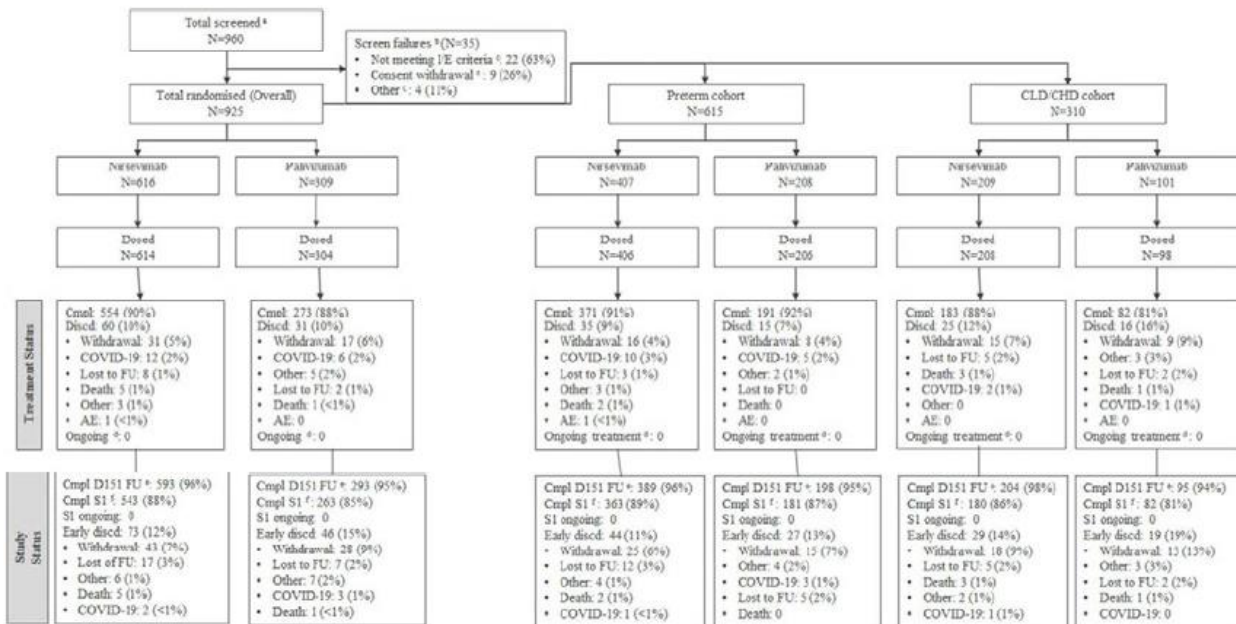 Total screened a
N=960
Screen failures b (N=35)
• Not meeting I/E criteria c: 22 (63%)
• Consent withdrawal c: 9 (26%)
• Other c: 4 (11%)
Total randomised (Overall)
N=925
Preterm cohort
N=615
CLD/CHD cohort
N=310
Nirsevimab
N=616
Palivizumab
N=309
Nirsevimab
N=407
Palivizumab
N=208
Nirsevimab
N=209
Palivizumab
N=101
Dosed
N=614
Dosed
N=304
Dosed
N=406
Dosed
N=206
Dosed
N=208
Dosed
N=98
Treatment Status
Cmpl: 554 (90%)
Discd: 60 (10%)
• Withdrawal: 31 (5%)
• COVID-19: 12 (2%)
• Lost to FU: 8 (1%)
• Death: 5 (1%)
• Other: 3 (1%)
• AE: 1 (<1%)
Ongoing d: 0
Cmpl: 273 (88%)
Discd: 31 (10%)
• Withdrawal: 17 (6%)
• COVID-19: 6 (2%)
• Other: 5 (2%)
• Lost to FU: 2 (1%)
• Death: 1 (<1%)
• AE: 0
Ongoing d: 0
Cmpl: 371 (91%)
Discd: 35 (9%)
• Withdrawal: 16 (4%)
• COVID-19: 10 (3%)
• Lost to FU: 3 (1%)
• Other: 3 (1%)
• Death: 2 (1%)
• AE: 1 (<1%)
Ongoing treatment d: 0
Cmpl: 191 (92%)
Discd: 15 (7%)
• Withdrawal: 8 (4%)
• COVID-19: 5 (2%)
• Other: 2 (1%)
• Lost to FU: 0
• Death: 0
• AE: 0
Ongoing treatment d: 0
Cmpl: 183 (88%)
Discd: 25 (12%)
• Withdrawal: 15 (7%)
• Lost to FU: 5 (2%)
• Death: 3 (1%)
• COVID-19: 2 (1%)
• Other: 0
• AE: 0
Ongoing treatment d: 0
Cmpl: 82 (81%)
Discd: 16 (16%)
• Withdrawal: 9 (9%)
• Other: 3 (3%)
• Lost to FU: 2 (2%)
• Death: 1 (1%)
• COVID-19: 1 (1%)
• AE: 0
Ongoing treatment d: 0
Study Status
Cmpl D151 FU e: 593 (96%)
Cmpl S1 f: 543 (88%)
S1 ongoing: 0
Early discd: 73 (12%)
• Withdrawal: 43 (7%)
• Lost of FU: 17 (3%)
• Other: 6 (1%)
• Death: 5 (1%)
• COVID-19: 2 (<1%)
Cmpl D151 FU e: 293 (95%)
Cmpl S1 f: 263 (85%)
S1 ongoing: 0
Early discd: 46 (15%)
• Withdrawal: 28 (9%)
• Lost to FU: 7 (2%)
• Other: 7 (2%)
• COVID-19: 3 (1%)
• Death: 1 (<1%)
Cmpl D151 FU e: 389 (96%)
Cmpl S1 f: 363 (89%)
S1 ongoing: 0
Early discd: 44 (11%)
• Withdrawal: 25 (6%)
• Lost to FU: 12 (3%)
• Other: 4 (1%)
• Death: 2 (1%)
• COVID-19: 1 (<1%)
Cmpl D151 FU e: 198 (95%)
Cmpl S1 f: 181 (87%)
S1 ongoing: 0
Early discd: 27 (13%)
• Withdrawal: 15 (7%)
• Other: 4 (2%)
• COVID-19: 3 (1%)
• Lost to FU: 5 (2%)
• Death: 0
Cmpl D151 FU e: 204 (98%)
Cmpl S1 f: 180 (86%)
S1 ongoing: 0
Early discd: 29 (14%)
• Withdrawal: 18 (9%)
• Lost to FU: 5 (2%)
• Death: 3 (1%)
• Other: 2 (1%)
• COVID-19: 1 (1%)
Cmpl D151 FU e: 95 (94%)
Cmpl S1 f: 82 (81%)
S1 ongoing: 0
Early discd: 19 (19%)
• Withdrawal: 13 (13%)
• Other: 3 (3%)
• Lost to FU: 2 (2%)
• Death: 1 (1%)
• COVID-19: 0